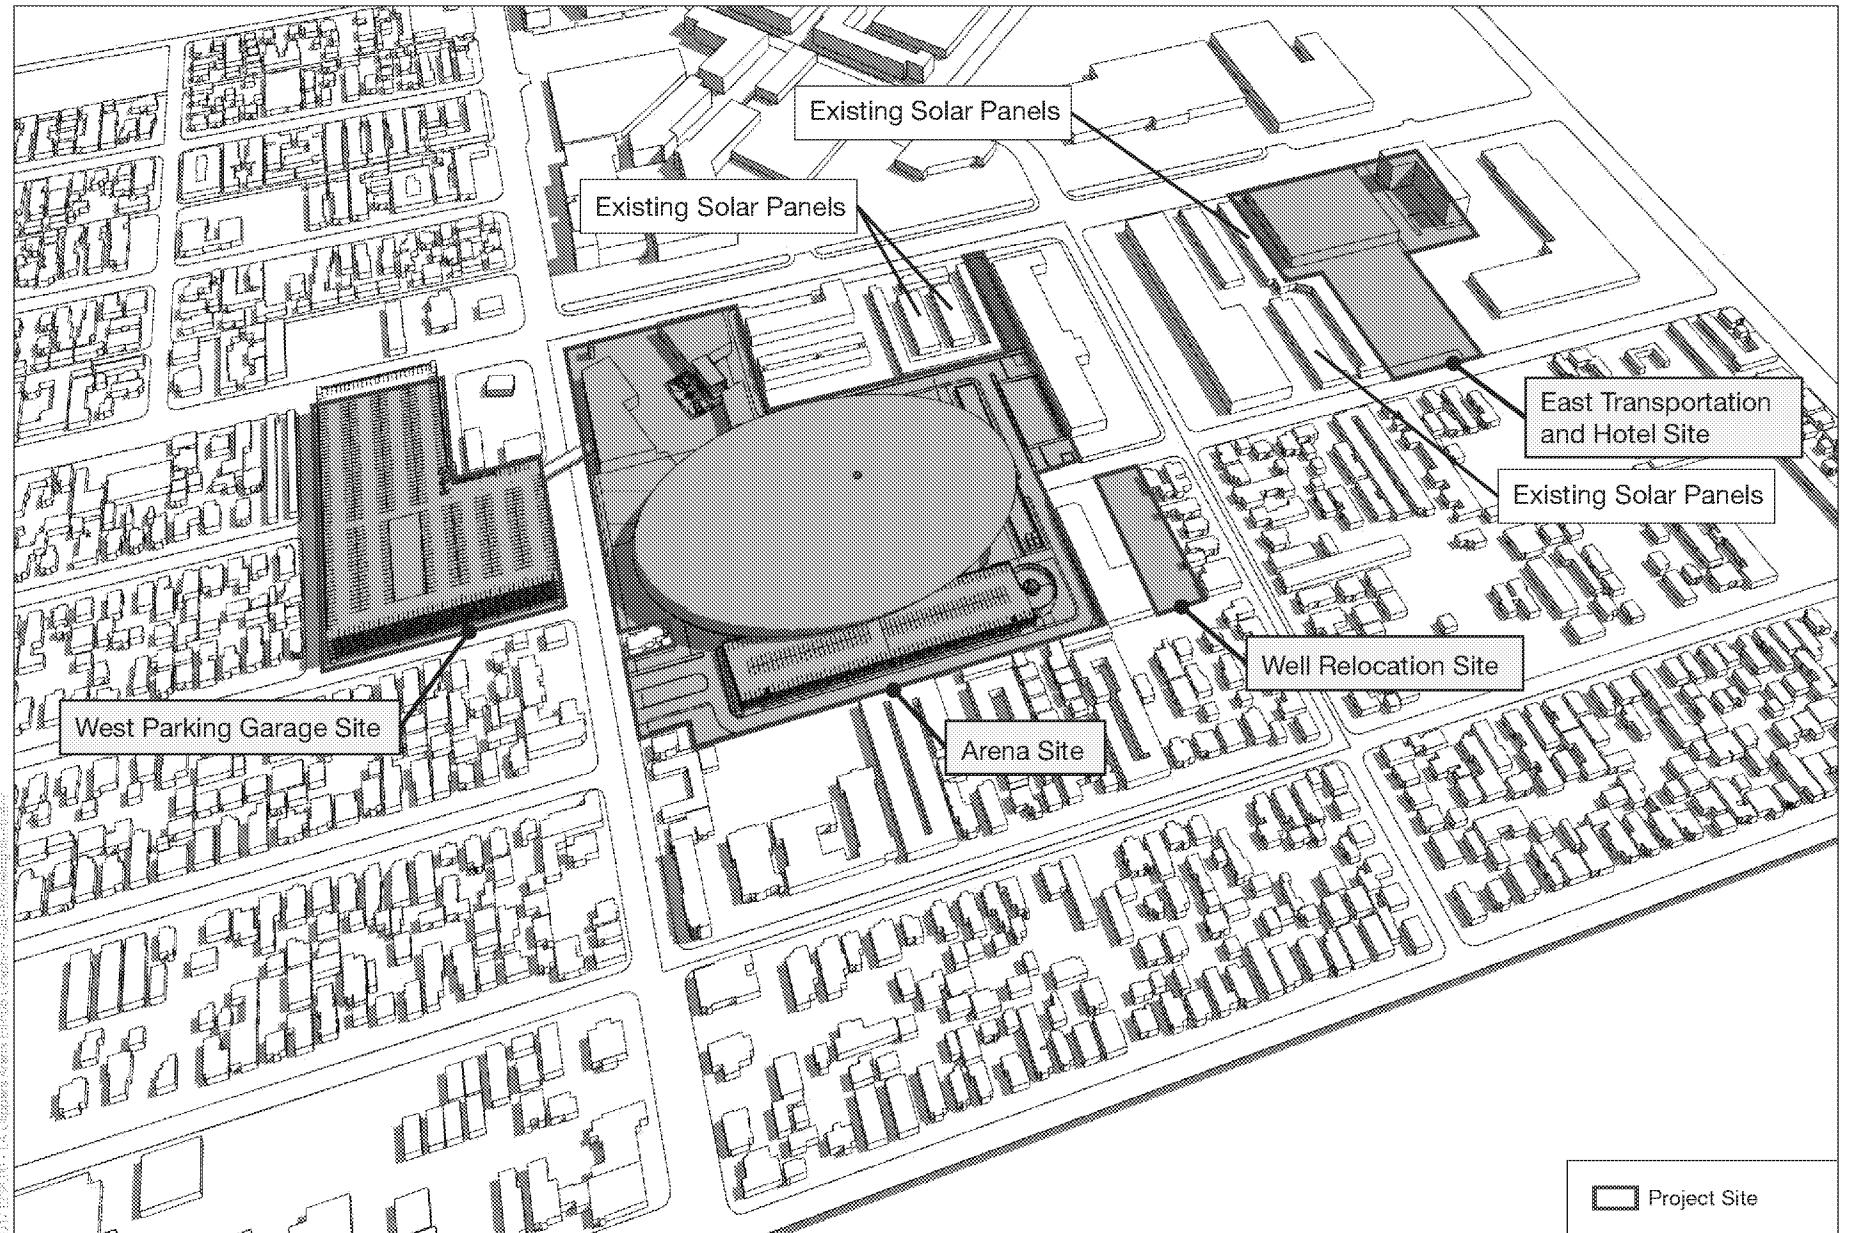 Existing Solar Panels
Existing Solar Panels
East Transportation
and Hotel Site
Existing Solar Panels
Well Relocation Site
West Parking Garage Site
Arena Site
Project Site